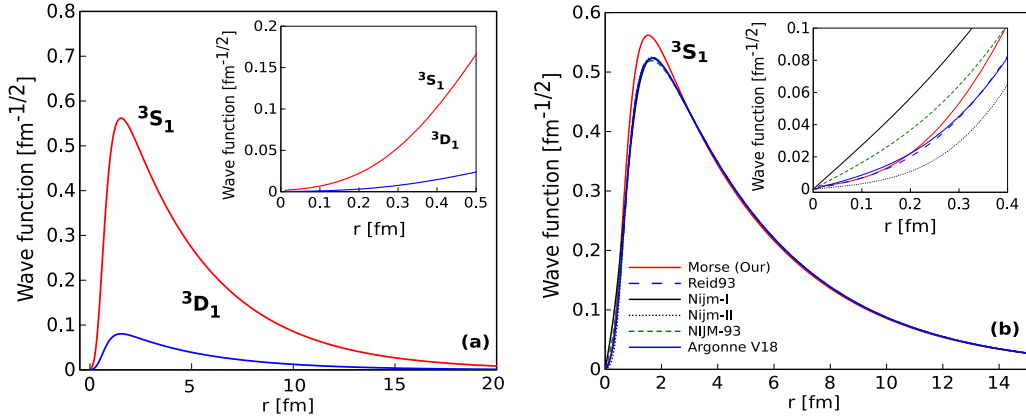 0.8
0.7
0.6
0.5
0.4
0.3
0.2
0.1
0
Wave function [fm-1/2]
0 5 10 15 20
r [fm]
3S1
3D1
(a)
0.2
0.15
0.1
0.05
0
Wave function [fm-1/2]
0 0.1 0.2 0.3 0.4 0.5
r [fm]
3S1
3D1
0.6
0.5
0.4
0.3
0.2
0.1
0
Wave function [fm-1/2]
0 2 4 6 8 10 12 14
r [fm]
3S1
Morse (Our)
Reid93
Nijm-I
Nijm-II
NIJM-93
Argonne V18
(b)
0.1
0.08
0.06
0.04
0.02
0
Wave function [fm-1/2]
0 0.1 0.2 0.3 0.4
r [fm]